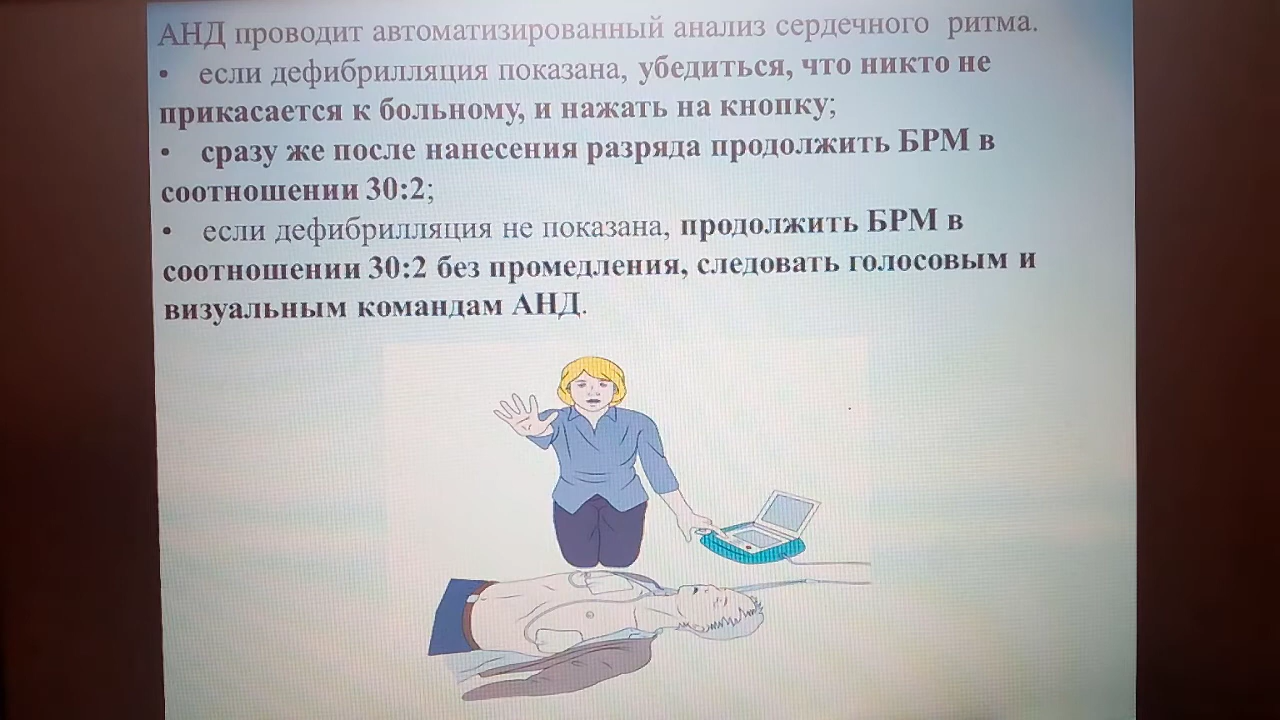 АНД проводит автоматизированный анализ сердечного ритма.
• если дефибрилляция показана, убедиться, что никто не
прикасается к больному, и нажать на кнопку;
• сразу же после нанесения разряда продолжить БРМ в
соотношении 30:2;
• если дефибрилляция не показана, продолжить БРМ в
соотношении 30:2 без промедления, следовать голосовым и
визуальным командам АНД.